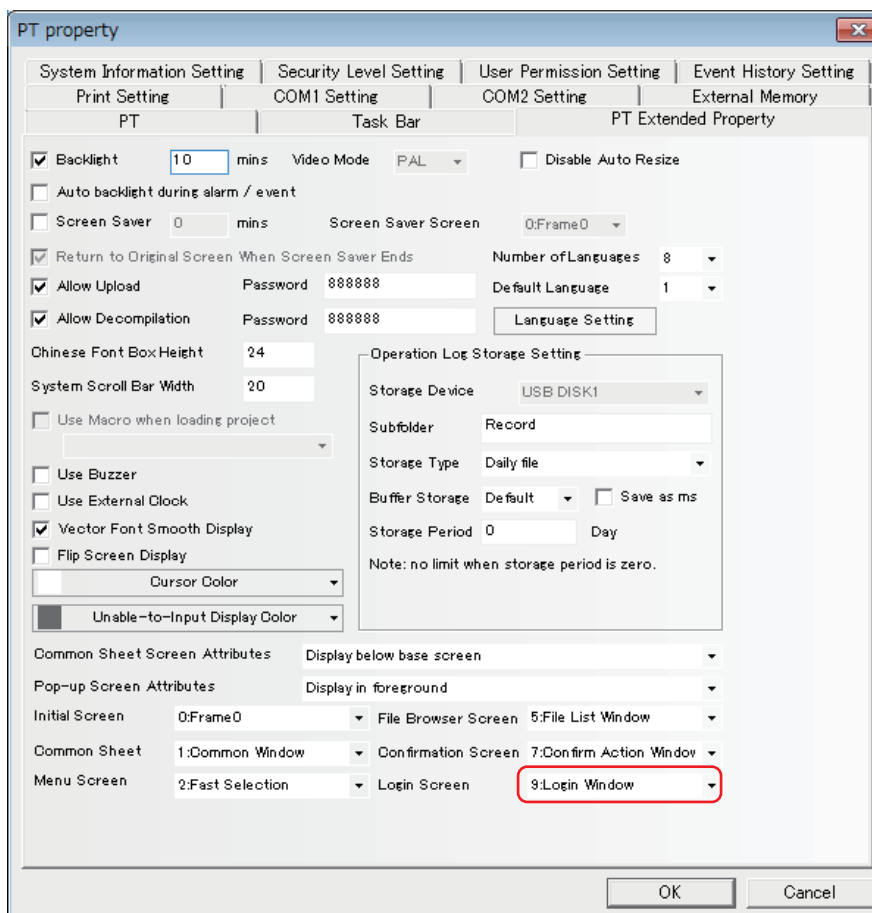 PT property
System Information Setting Security Level Setting User Permission Setting Event History Setting
Print Setting COM1 Setting COM2 Setting External Memory
PT Task Bar PT Extended Property
Backlight 10 mins Video Mode PAL Disable Auto Resize
Auto backlight during alarm / event
Screen Saver 0 mins Screen Saver Screen 0:Frame0
Return to Original Screen When Screen Saver Ends Number of Languages 8
Allow Upload Password 888888 Default Language 1
Allow Decompilation Password 888888 Language Setting
Chinese Font Box Height 24 Operation Log Storage Setting
System Scroll Bar Width 20 Storage Device USB DISK1
Use Macro when loading project
Subfolder Record
Storage Type Daily file
Use Buzzer
Use External Clock Buffer Storage Default Save as ms
Vector Font Smooth Display Storage Period 0 Day
Flip Screen Display Note: no limit when storage period is zero.
Cursor Color
Unable-to-Input Display Color
Common Sheet Screen Attributes Display below base screen
Pop-up Screen Attributes Display in foreground
Initial Screen 0:Frame0 File Browser Screen 5:File List Window
Common Sheet 1:Common Window Confirmation Screen 7:Confirm Action Windov
Menu Screen 2:Fast Selection Login Screen 9:Login Window
OK Cancel